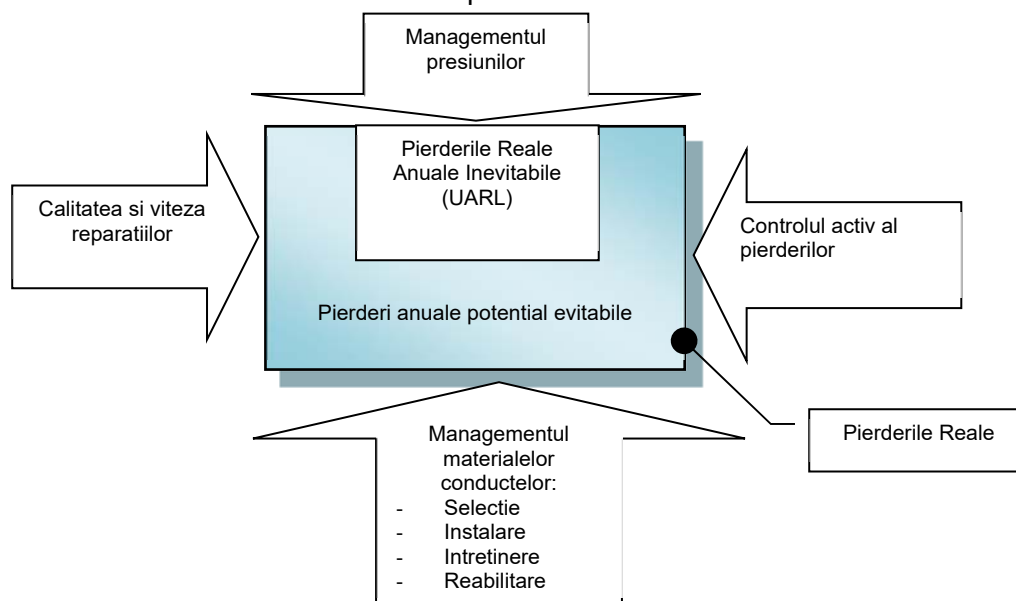 Managementul
presiunilor
Pierderile Reale
Anuale Inevitabile
(UARL)
Calitatea si viteza
reparatiilor
Controlul activ al
pierderilor
Pierderi anuale potential evitabile
Pierderile Reale
Managementul
materialelor
conductelor:
- Selectie
- Instalare
- Intretinere
- Reabilitare